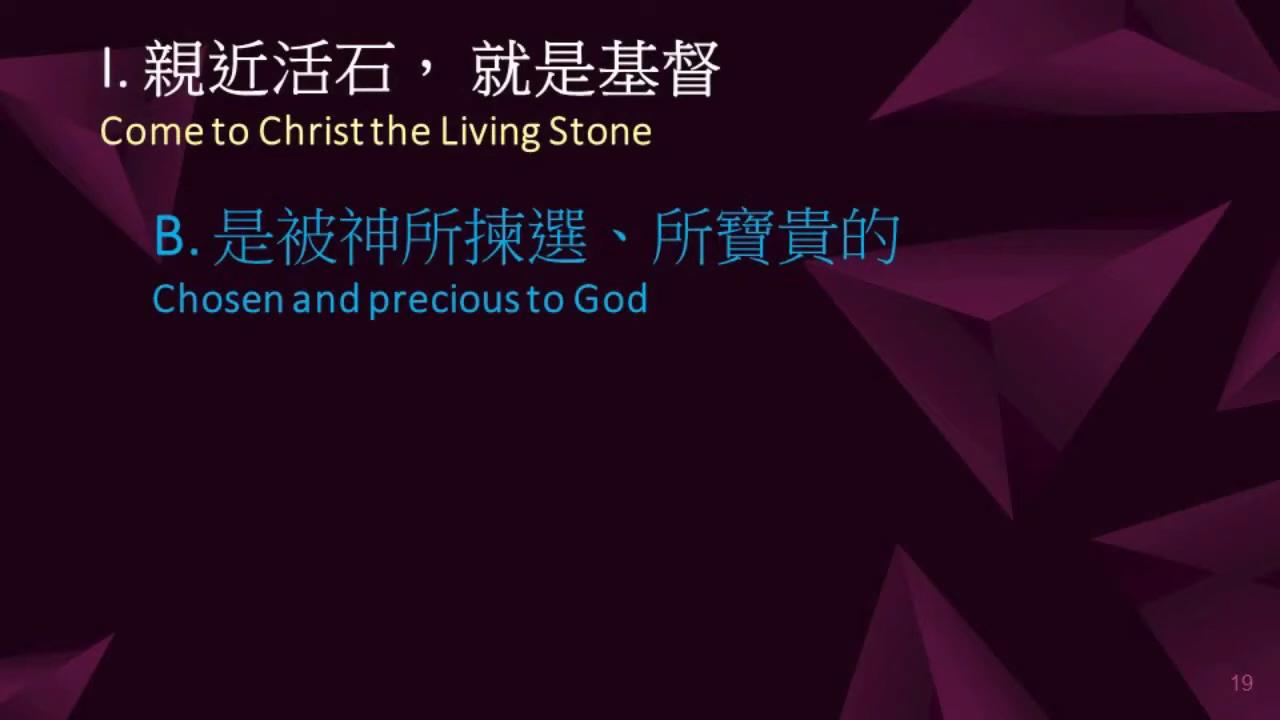 I. 親近活石， 就是基督
Come to Christ the Living Stone
B. 是被神所揀選、所寶貴的
Chosen and precious to God
19